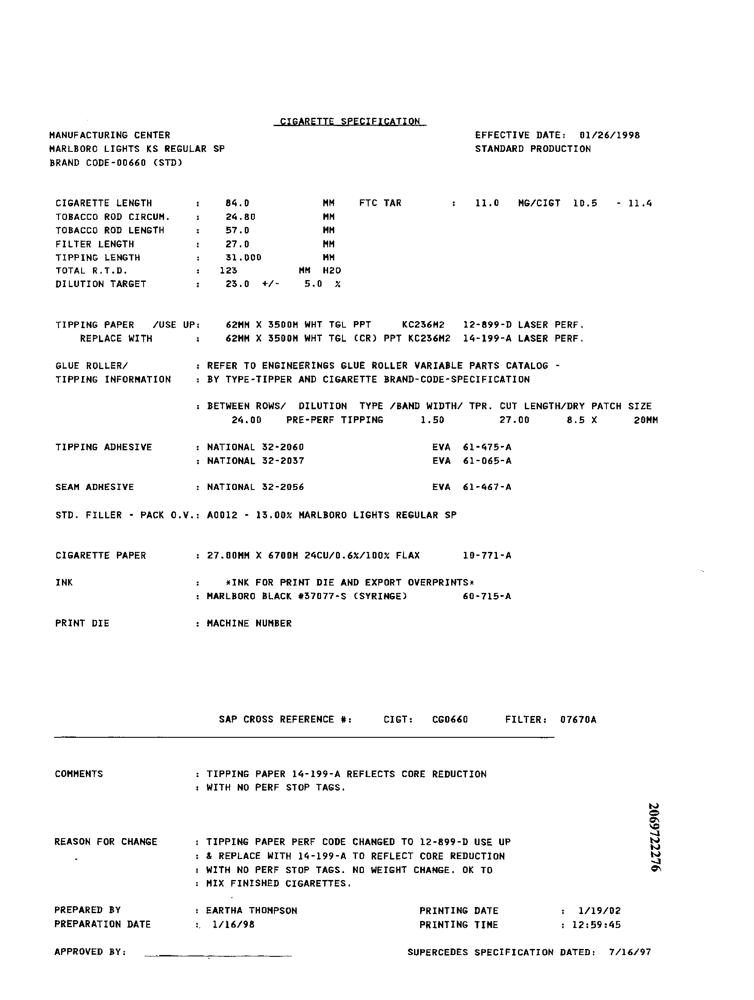 CIGARETTE SPECIFICATION
MANUFACTURING CENTER EFFECTIVE DATE: 01/26/1998
MARLBORO LIGHTS KS REGULAR SP STANDARD PRODUCTION
BRAND CODE-00660 (STD)
CIGARETTE LENGTH : 84.0 MM FTC TAR : 11.0 MG/CIGT 10.5 - 11.4
TOBACCO ROD CIRCUM. : 24.80 MM
TOBACCO ROD LENGTH : 57.0 MM
FILTER LENGTH : 27.0 MM
TIPPING LENGTH : 31.000 MM
TOTAL R.T.D. : 123 MM H2O
DILUTION TARGET : 23.0 +/- 5.0 %
TIPPING PAPER /USE UP: 62MM X 3500M WHT TGL PPT KC236M2 12-899-D LASER PERF.
REPLACE WITH : 62MM X 3500M WHT TGL (CR) PPT KC236M2 14-199-A LASER PERF.
GLUE ROLLER/ : REFER TO ENGINEERINGS GLUE ROLLER VARIABLE PARTS CATALOG -
TIPPING INFORMATION : BY TYPE-TIPPER AND CIGARETTE BRAND-CODE-SPECIFICATION
: BETWEEN ROWS/ DILUTION TYPE /BAND WIDTH/ TPR. CUT LENGTH/DRY PATCH SIZE
24.00 PRE-PERF TIPPING 1.50 27.00 8.5 X 20MM
TIPPING ADHESIVE : NATIONAL 32-2060 EVA 61-475-A
: NATIONAL 32-2037 EVA 61-065-A
SEAM ADHESIVE : NATIONAL 32-2056 EVA 61-467-A
STD. FILLER - PACK O.V.: A0012 - 13.00% MARLBORO LIGHTS REGULAR SP
CIGARETTE PAPER : 27.00MM X 6700M 24CU/0.6%/100% FLAX 10-771-A
INK : *INK FOR PRINT DIE AND EXPORT OVERPRINTS*
: MARLBORO BLACK #37077-S (SYRINGE) 60-715-A
PRINT DIE : MACHINE NUMBER
SAP CROSS REFERENCE #: CIGT: CG0660 FILTER: 07670A
COMMENTS : TIPPING PAPER 14-199-A REFLECTS CORE REDUCTION
: WITH NO PERF STOP TAGS.
REASON FOR CHANGE : TIPPING PAPER PERF CODE CHANGED TO 12-899-D USE UP
: & REPLACE WITH 14-199-A TO REFLECT CORE REDUCTION
: WITH NO PERF STOP TAGS. NO WEIGHT CHANGE. OK TO
: MIX FINISHED CIGARETTES.
PREPARED BY : EARTHA THOMPSON PRINTING DATE : 1/19/02
PREPARATION DATE : 1/16/98 PRINTING TIME : 12:59:45
APPROVED BY: SUPERCEDES SPECIFICATION DATED: 7/16/97
2069722276